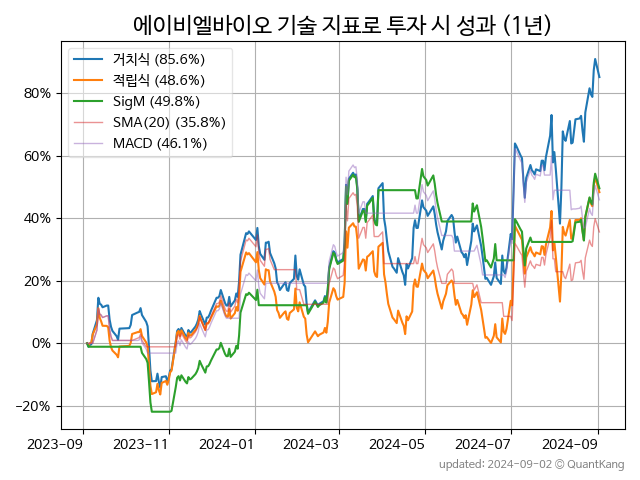 에이비엘바이오 기술 지표로 투자 시 성과 (1년)
거치식 (85.6%)
적립식 (48.6%)
SigM (49.8%)
SMA(20) (35.8%)
MACD (46.1%)
80%
60%
40%
20%
0%
−20%
2023-09 2023-11 2024-01 2024-03 2024-05 2024-07 2024-09
updated: 2024-09-02 © QuantKang